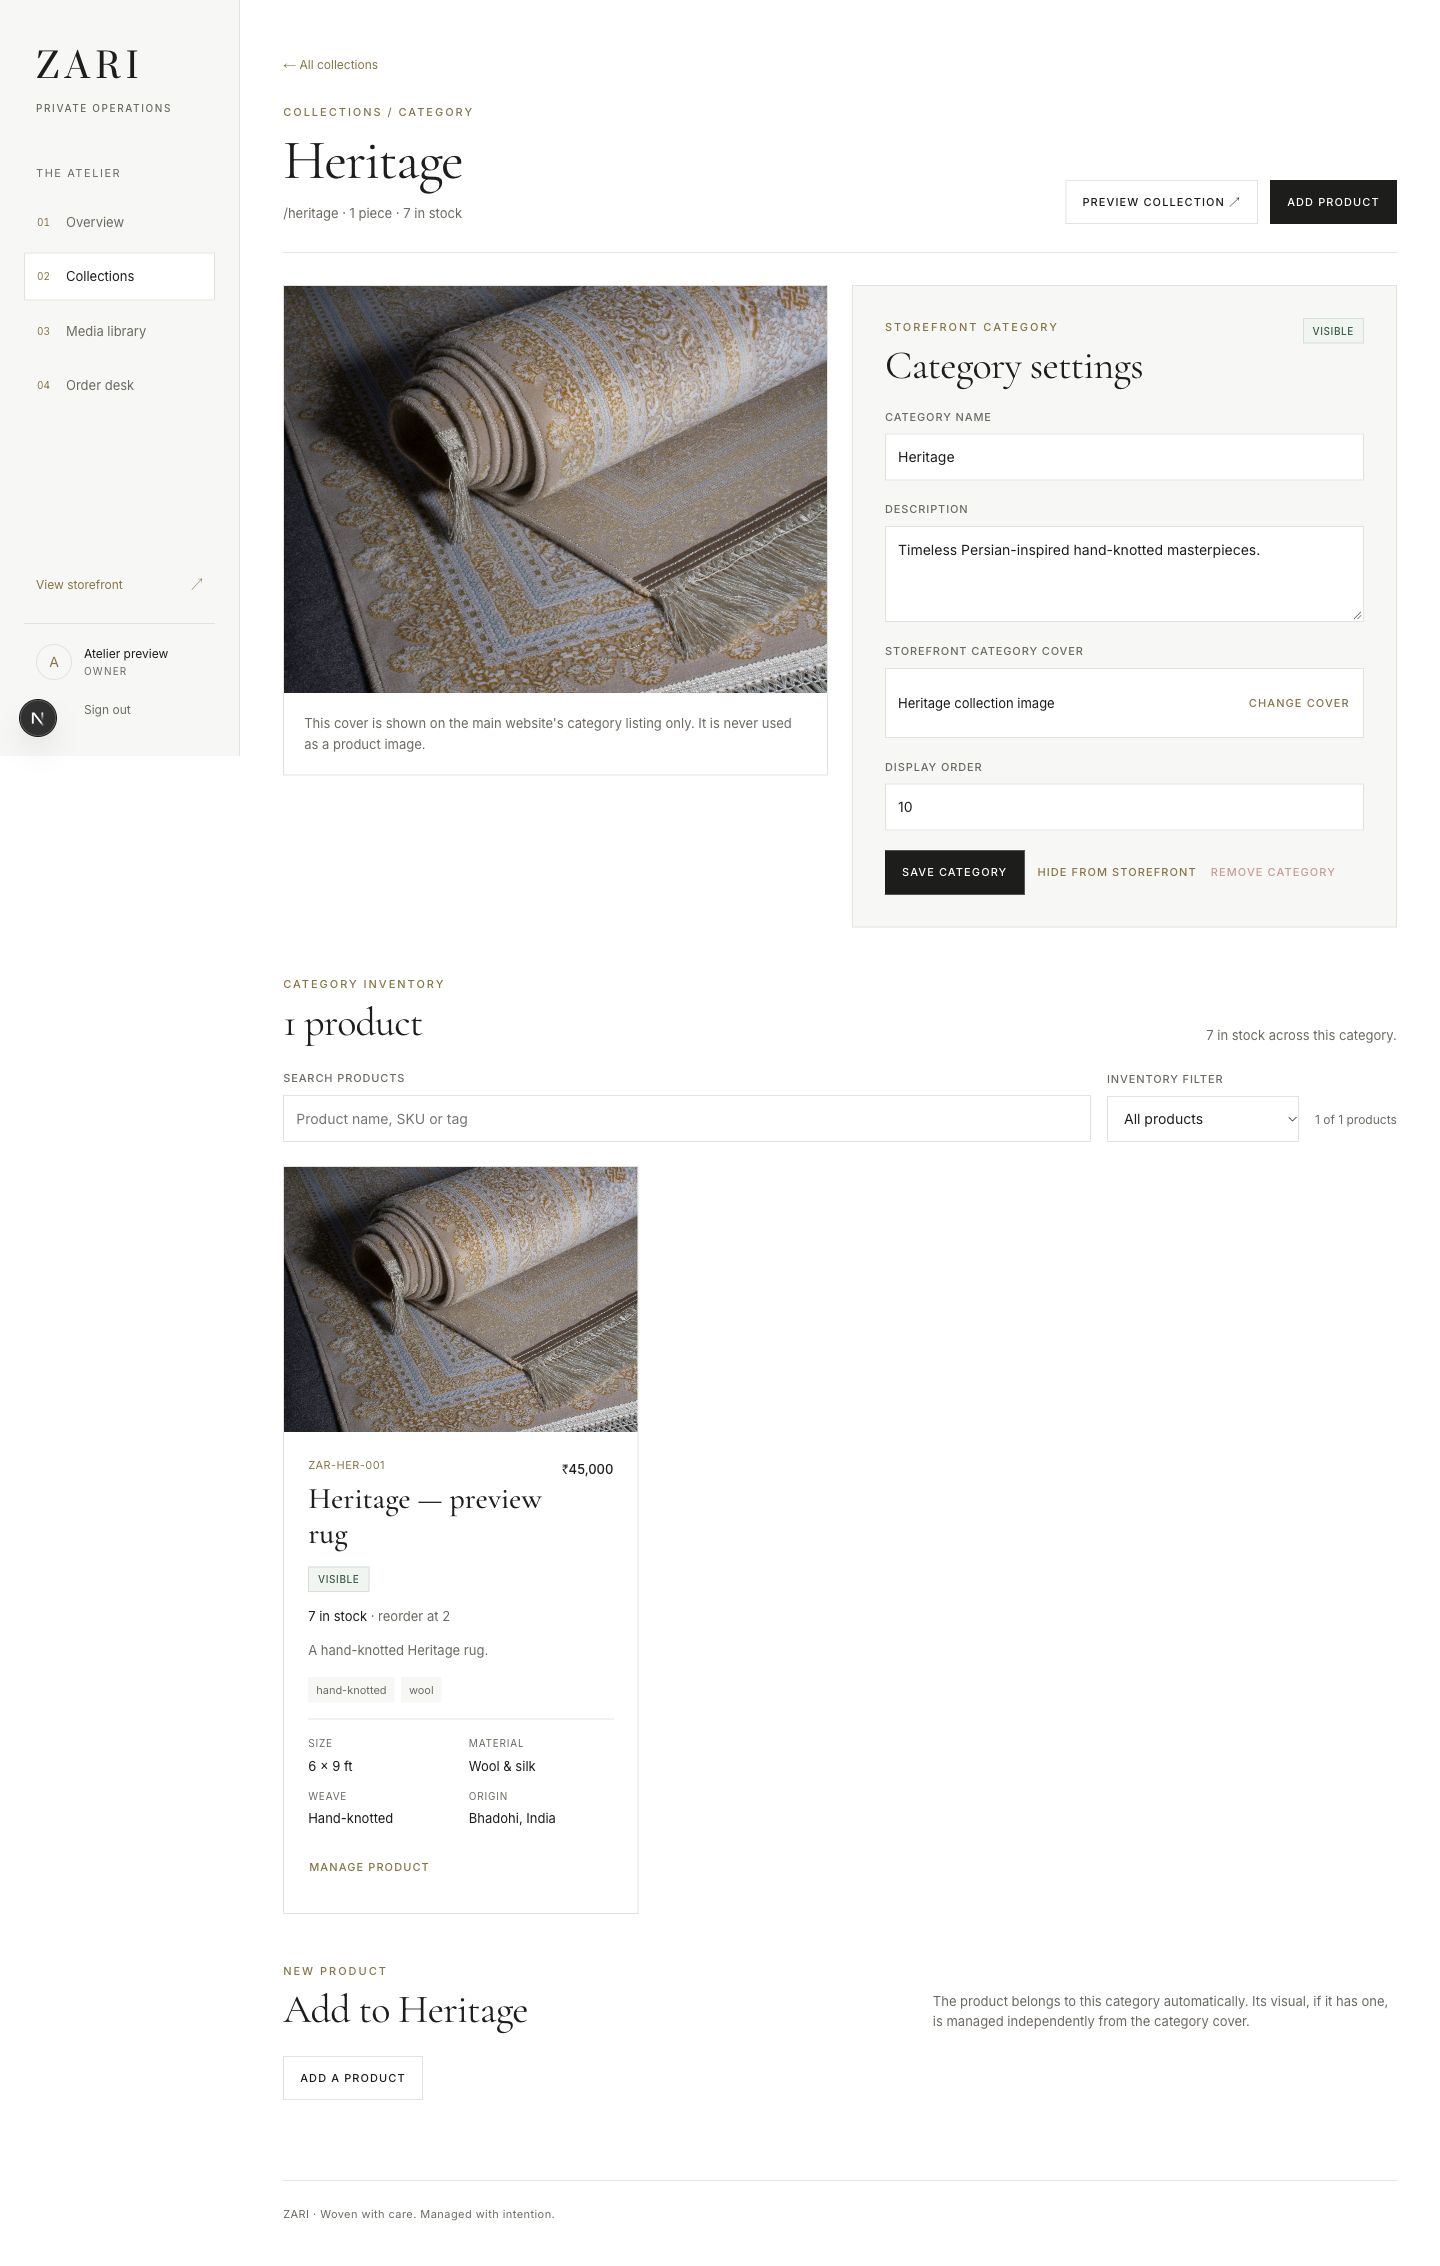 ZARI
PRIVATE OPERATIONS
THE ATELIER
01 Overview
02 Collections
03 Media library
04 Order desk
View storefront ↗
A
Atelier preview
OWNER
N
Sign out
← All collections
COLLECTIONS / CATEGORY
Heritage
/heritage · 1 piece · 7 in stock
PREVIEW COLLECTION ↗
ADD PRODUCT
This cover is shown on the main website's category listing only. It is never used
as a product image.
STOREFRONT CATEGORY
VISIBLE
Category settings
CATEGORY NAME
Heritage
DESCRIPTION
Timeless Persian-inspired hand-knotted masterpieces.
STOREFRONT CATEGORY COVER
Heritage collection image
CHANGE COVER
DISPLAY ORDER
10
SAVE CATEGORY
HIDE FROM STOREFRONT
REMOVE CATEGORY
CATEGORY INVENTORY
1 product
7 in stock across this category.
SEARCH PRODUCTS
Product name, SKU or tag
INVENTORY FILTER
All products
1 of 1 products
ZAR-HER-001
₹45,000
Heritage — preview
rug
VISIBLE
7 in stock · reorder at 2
A hand-knotted Heritage rug.
hand-knotted
wool
SIZE
6 × 9 ft
MATERIAL
Wool & silk
WEAVE
Hand-knotted
ORIGIN
Bhadohi, India
MANAGE PRODUCT
NEW PRODUCT
Add to Heritage
The product belongs to this category automatically. Its visual, if it has one,
is managed independently from the category cover.
ADD A PRODUCT
ZARI · Woven with care. Managed with intention.